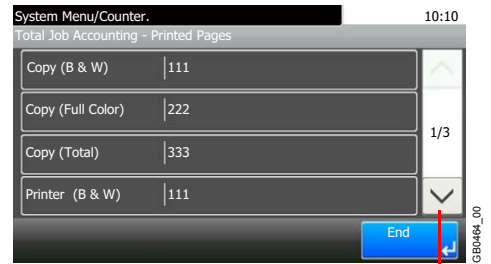 System Menu/Counter. 10:10
Total Job Accounting - Printed Pages
Copy (B & W) 111
Copy (Full Color) 222
1/3
Copy (Total) 333
Printer (B & W) 111
End
GB0464_00